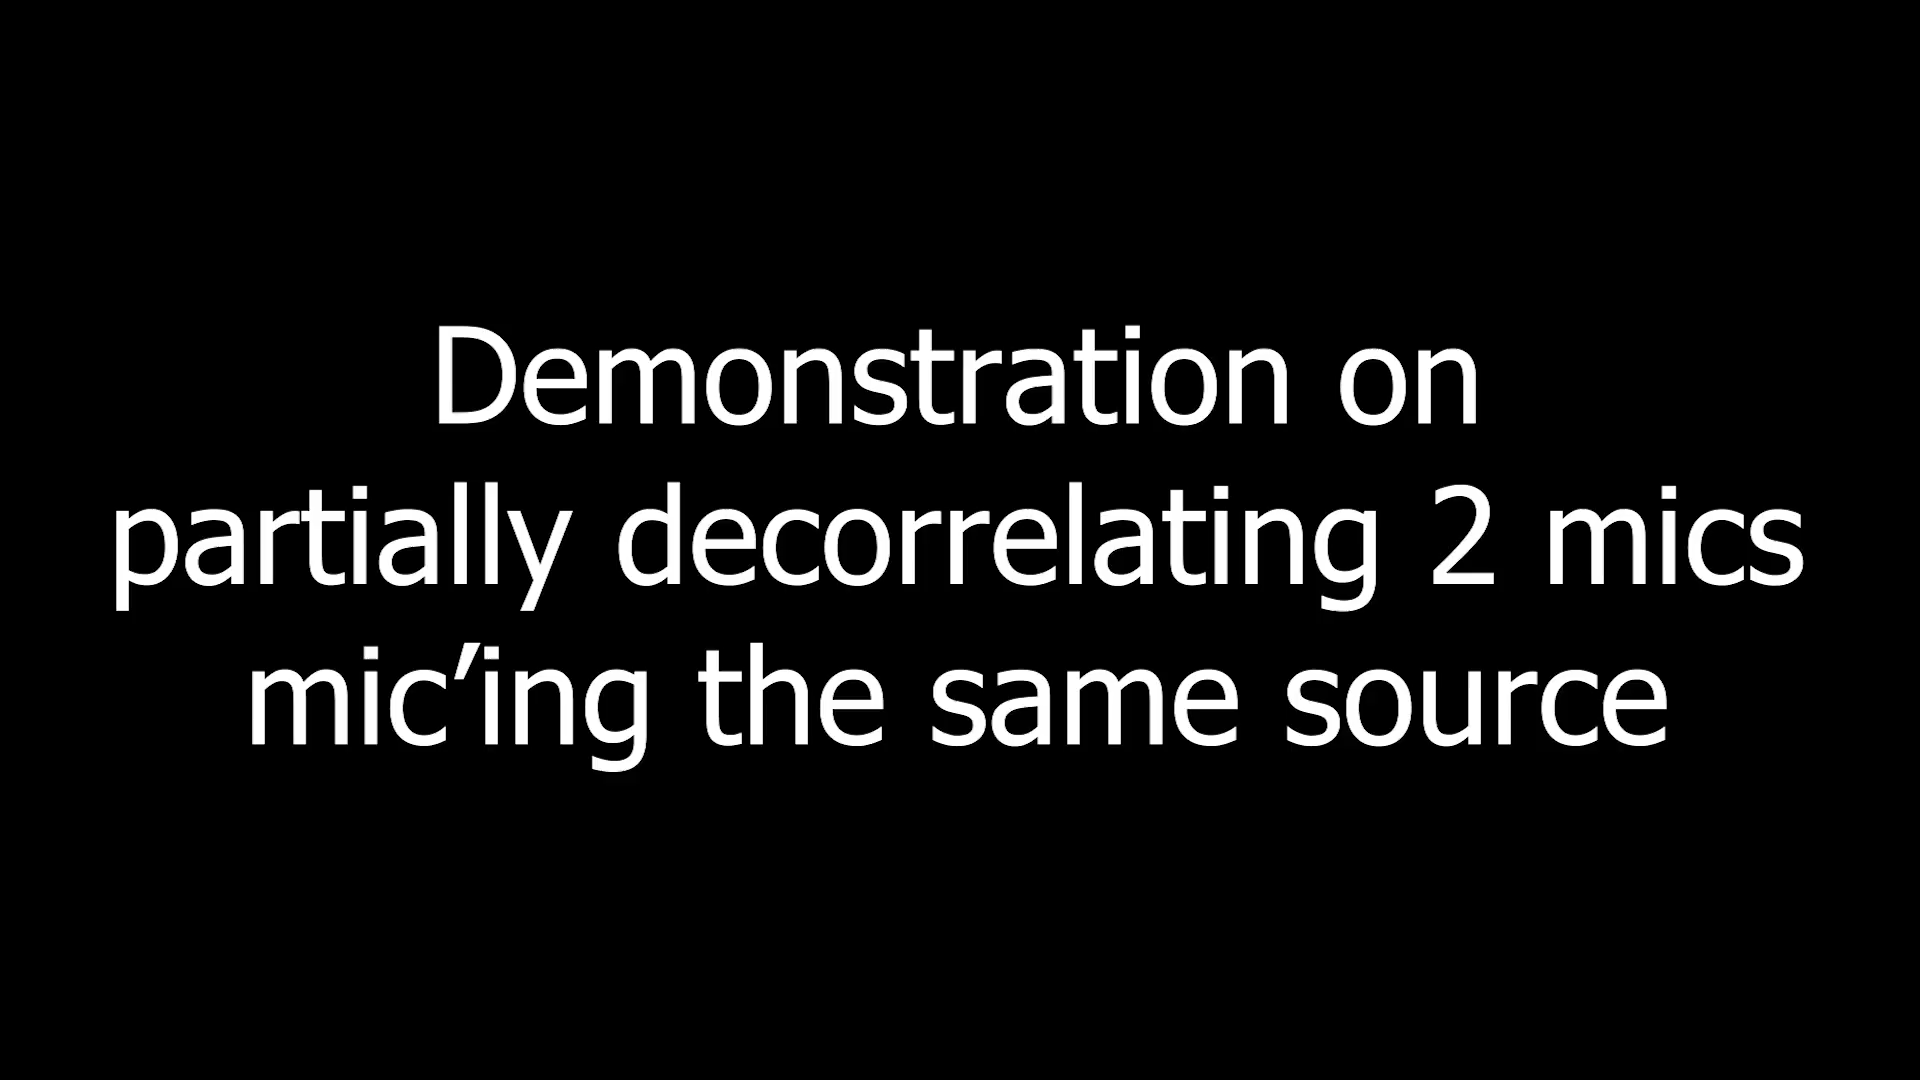 Demonstration on
partially decorrelating 2 mics
mic’ing the same source